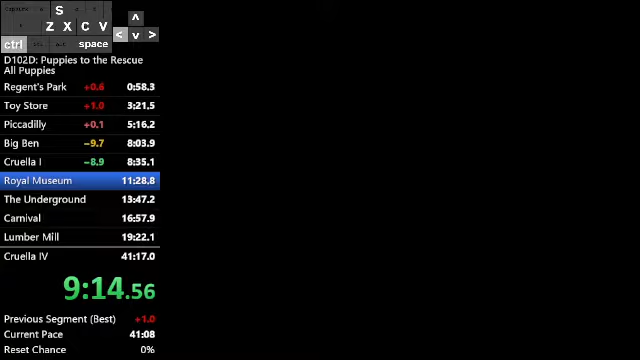 S
Z X C V
^
< v >
ctrl
space
D102D: Puppies to the Rescue
All Puppies
Regent's Park +0.6 0:58.3
Toy Store +1.0 3:21.5
Piccadilly +0.1 5:16.2
Big Ben −9.7 8:03.9
Cruella I −8.9 8:35.1
Royal Museum 11:28.8
The Underground 13:47.2
Carnival 16:57.9
Lumber Mill 19:22.1
Cruella IV 41:17.0
9:14.56
Previous Segment (Best) +1.0
Current Pace 41:08
Reset Chance 0%